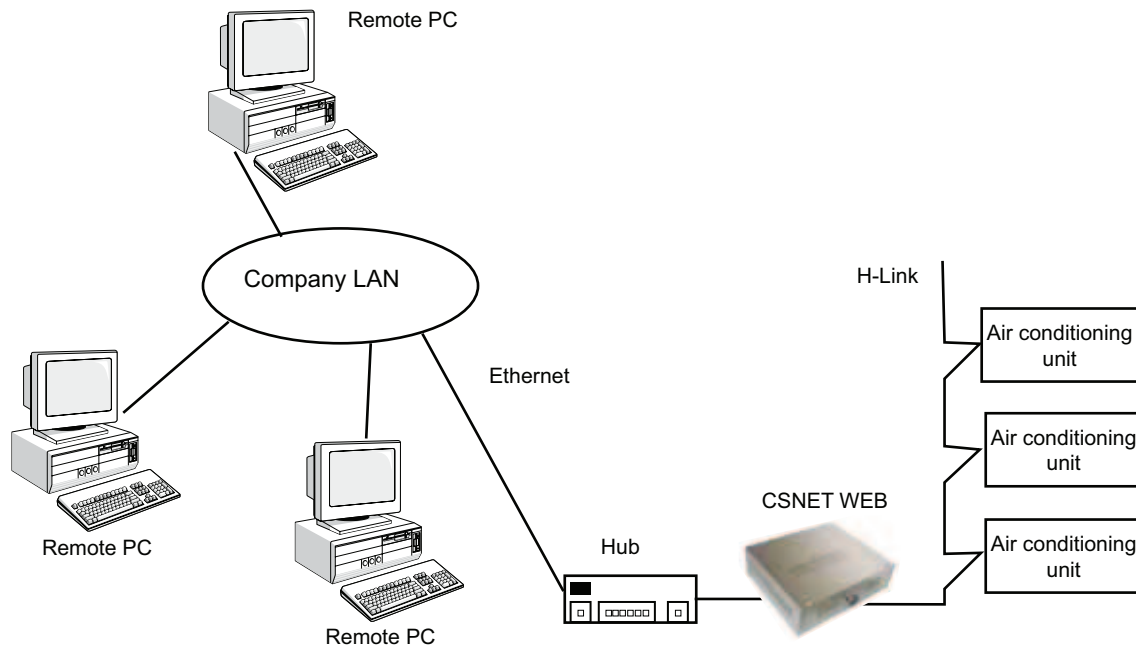 Remote PC
Company LAN
H-Link
Air conditioning
unit
Ethernet
Air conditioning
unit
CSNET WEB
Hub
Air conditioning
unit
Remote PC
Remote PC